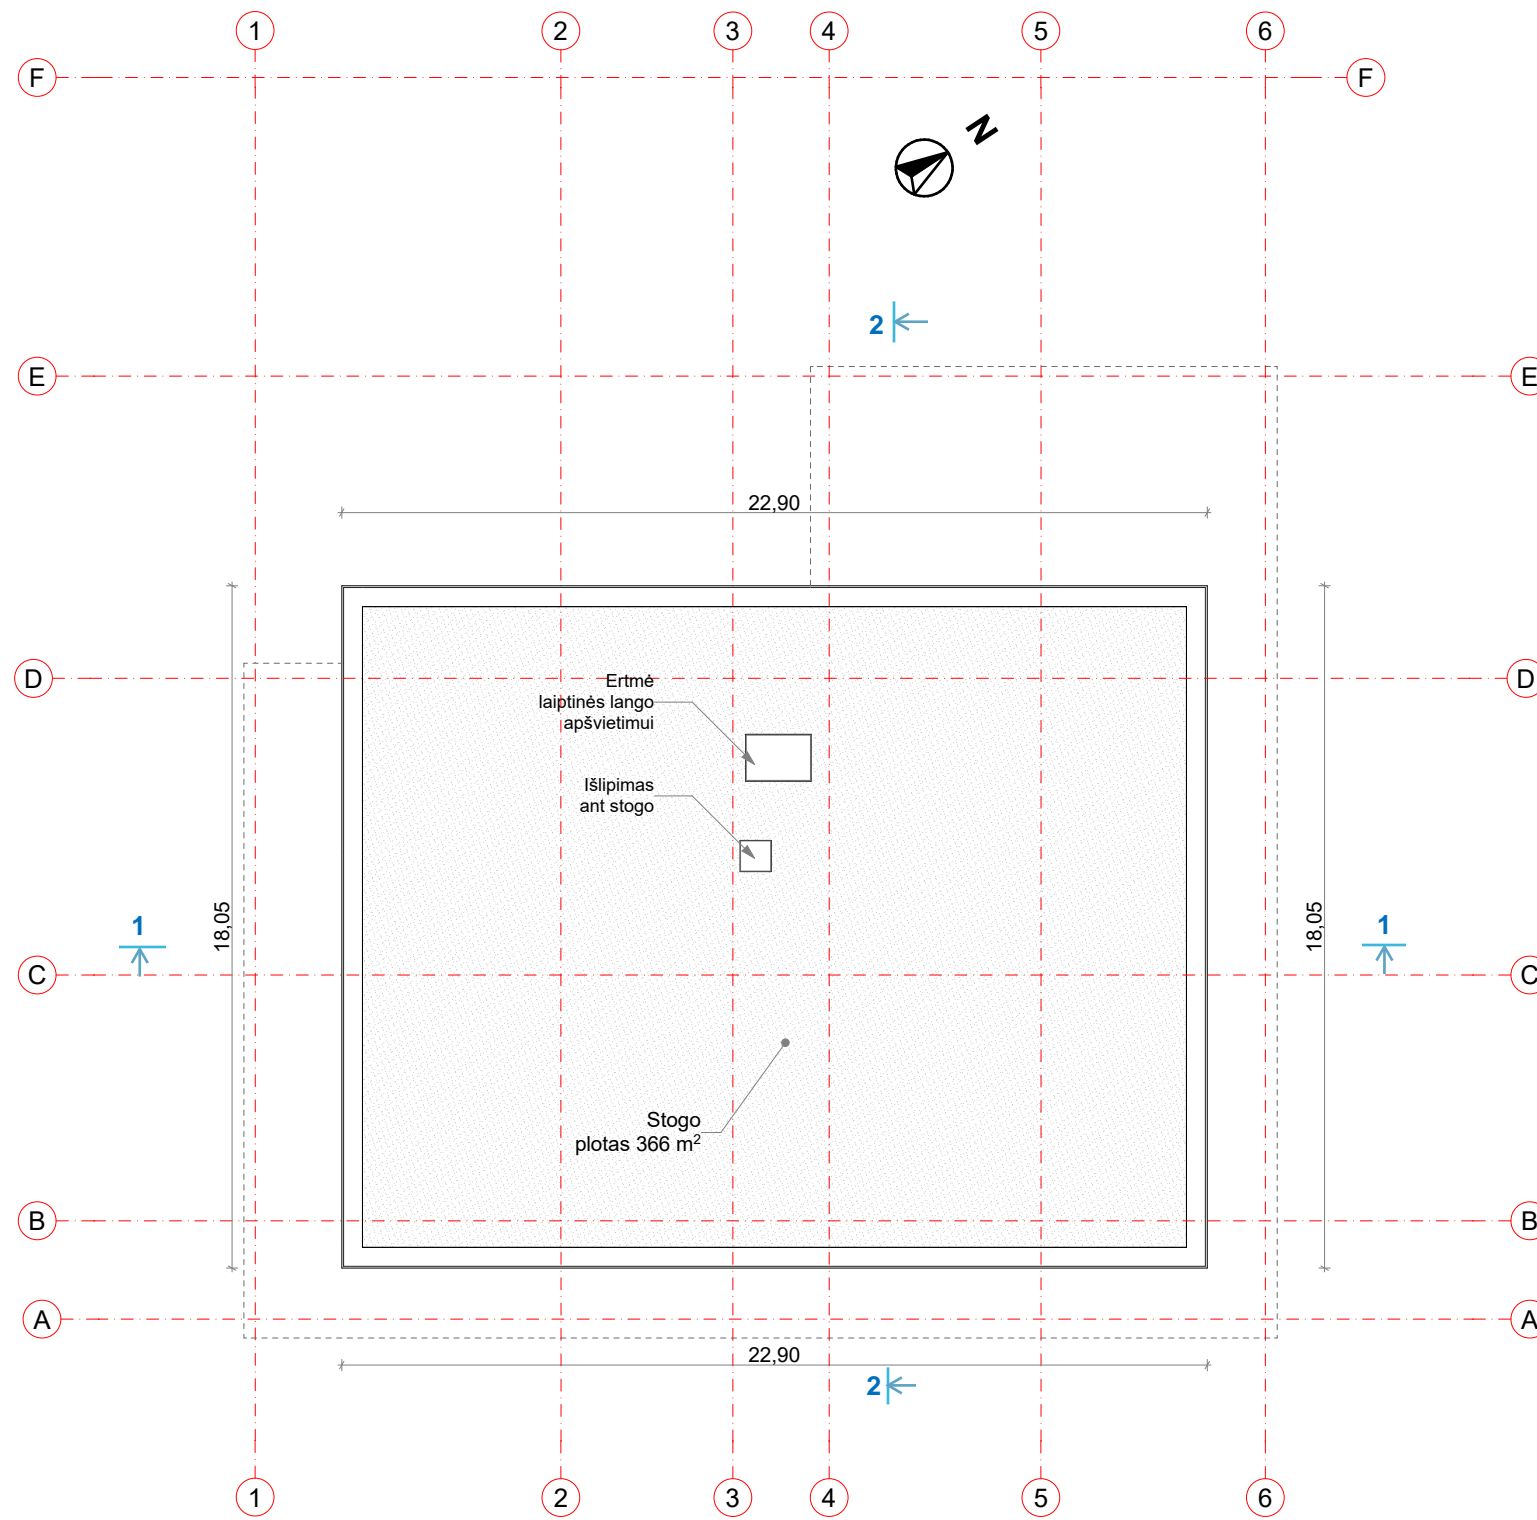 1 2 3 4 5 6
F F
N
2
E E
22,90
D D
Ertmė
laiptinės lango
apšvietimui
Išlipimas
ant stogo
18,05 18,05
1 1
C C
Stogo
plotas 366 m²
B B
A A
22,90
2
1 2 3 4 5 6